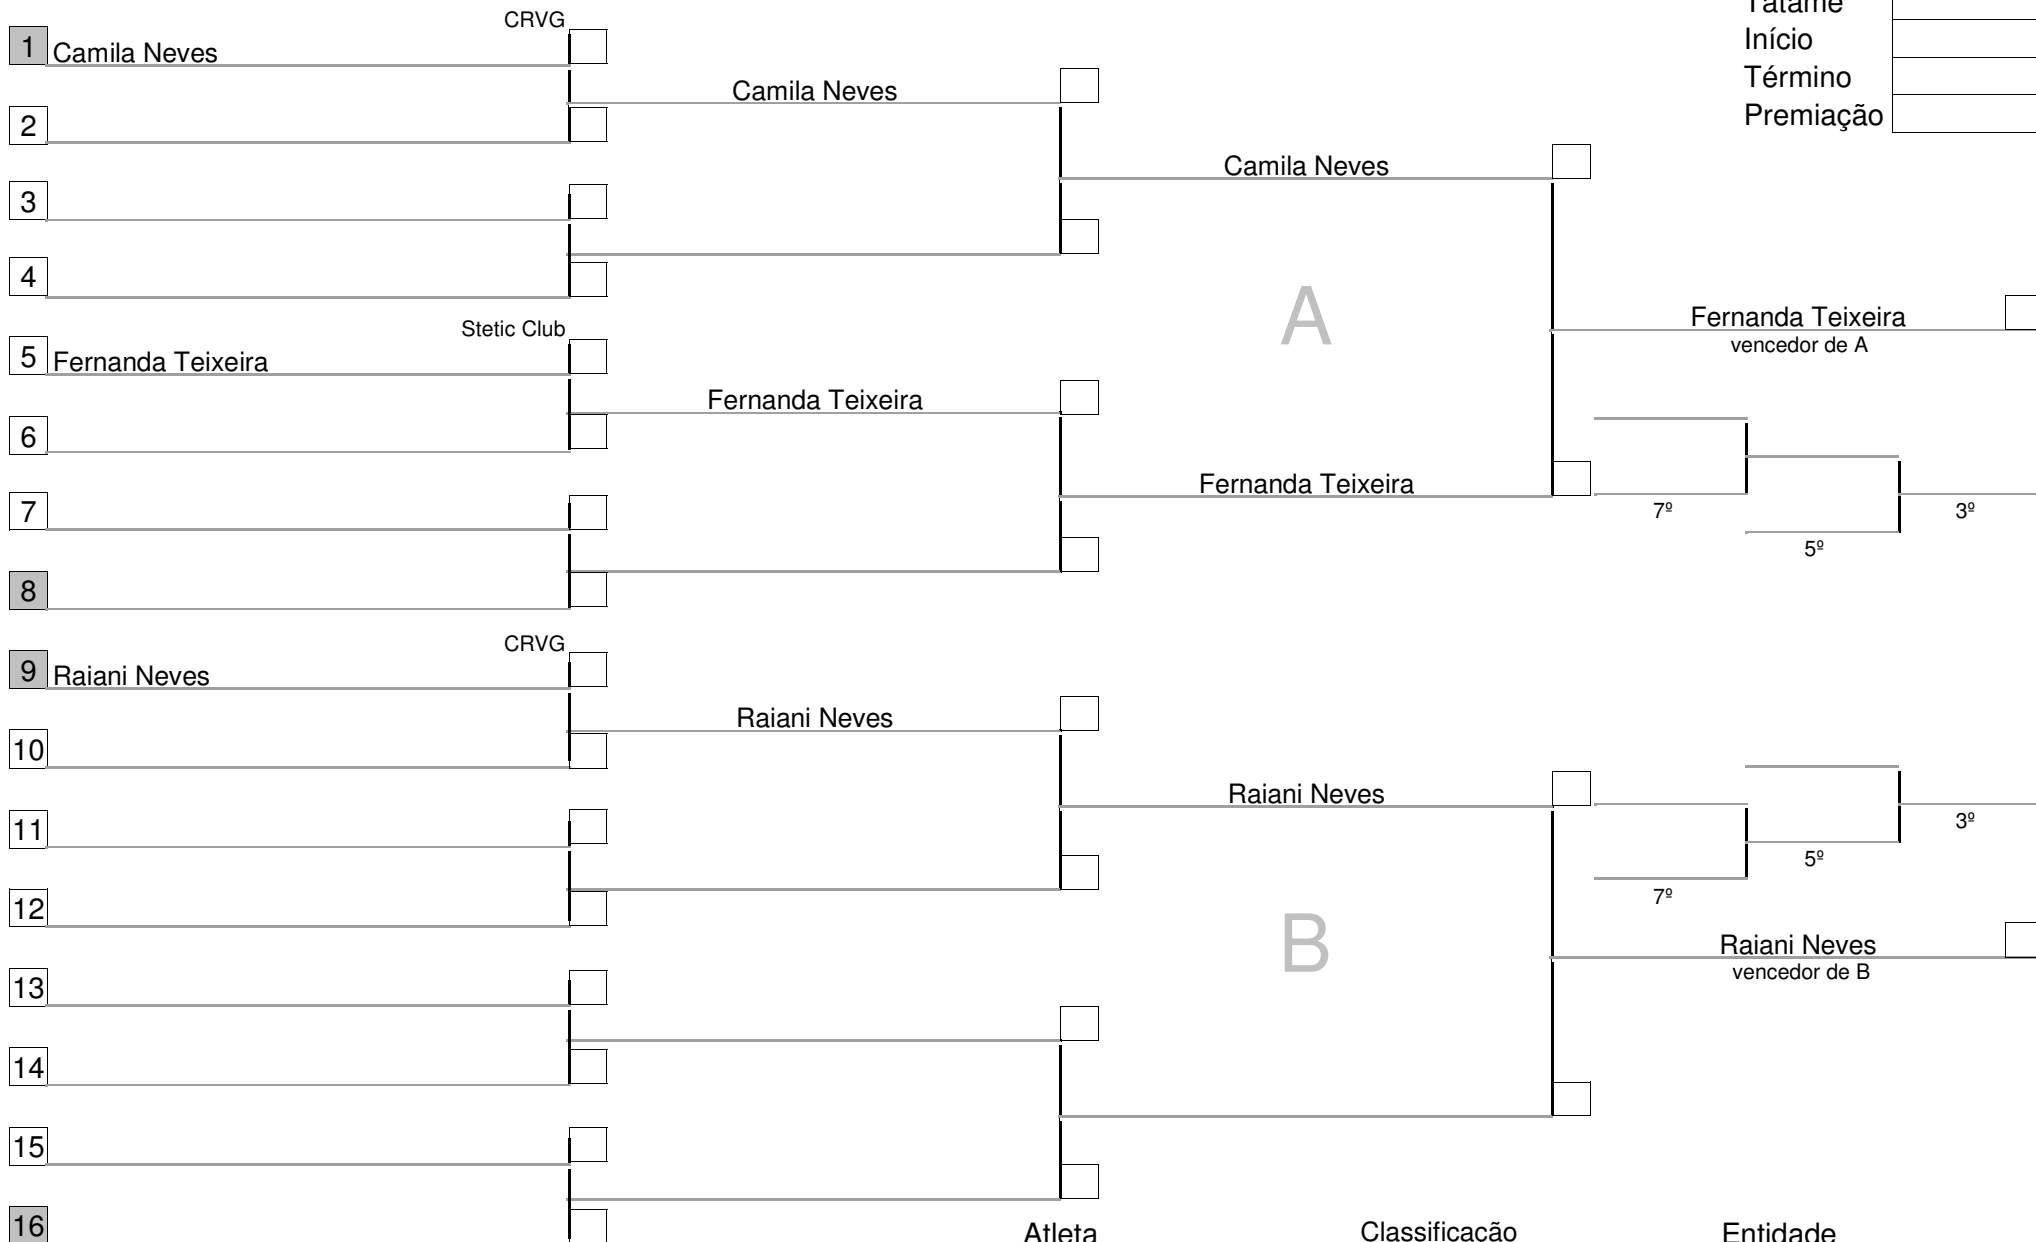 Tatame
CRVG
1 Camila Neves
Início
Término
Camila Neves
Premiação
2
Camila Neves
3
4
A
Stetic Club
Fernanda Teixeira
vencedor de A
5 Fernanda Teixeira
Fernanda Teixeira
6
Fernanda Teixeira
7
7º
3º
5º
8
CRVG
9 Raiani Neves
Raiani Neves
10
Raiani Neves
11
3º
5º
7º
12
B
Raiani Neves
vencedor de B
13
14
15
16
Atleta
Classificação
Entidade